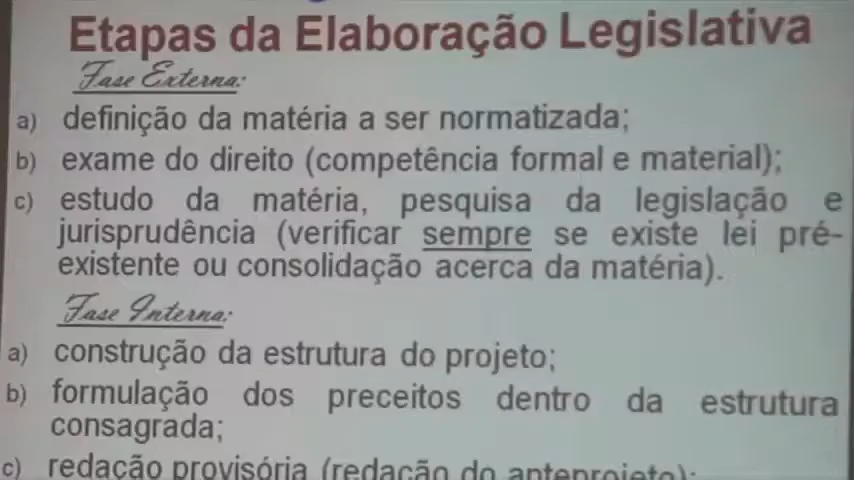 Etapas da Elaboração Legislativa
Fase Externa:
a) definição da matéria a ser normatizada;
b) exame do direito (competência formal e material);
c) estudo da matéria, pesquisa da legislação e
jurisprudência (verificar sempre se existe lei pré-
existente ou consolidação acerca da matéria).
Fase Interna:
a) construção da estrutura do projeto;
b) formulação dos preceitos dentro da estrutura
consagrada;
c) redação provisória (redação do anteprojeto);